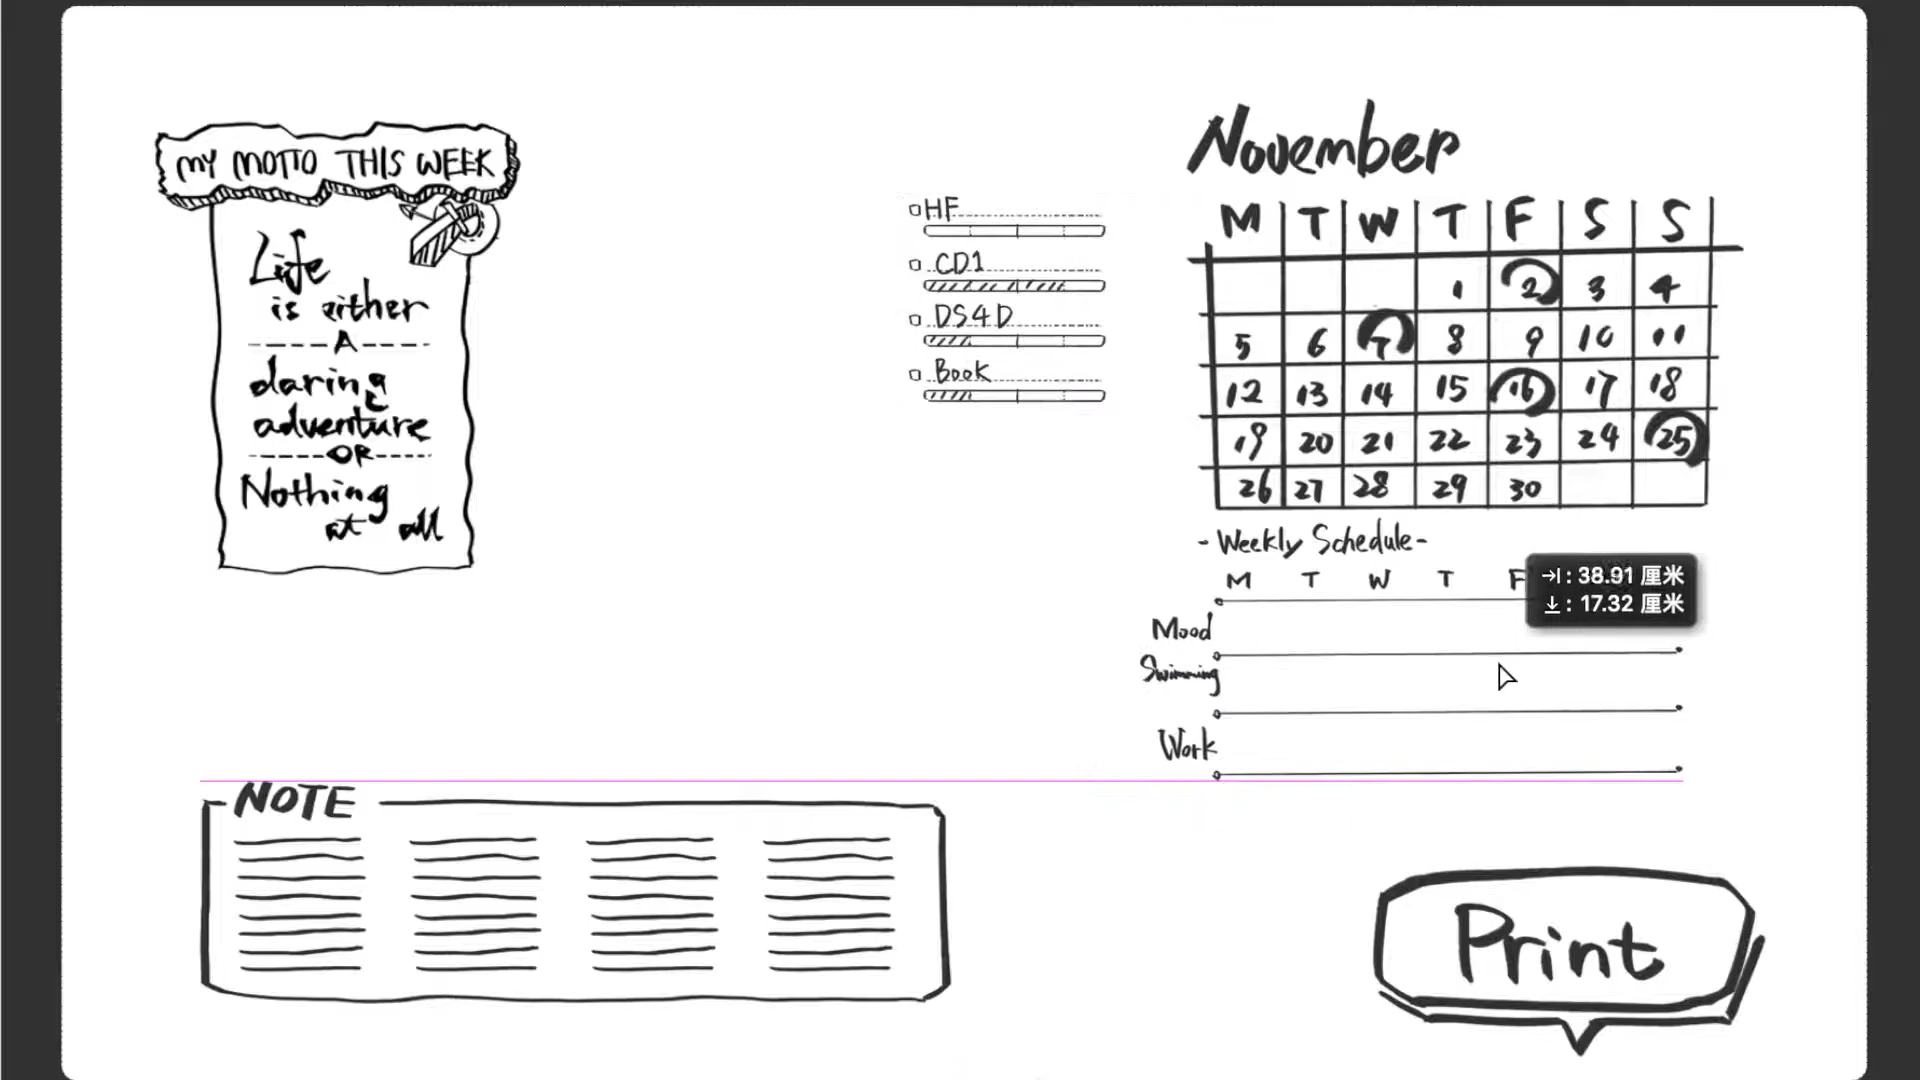 MY MOTTO THIS WEEK
Life
is either
A
daring
adventure
OR
Nothing
at all
HF
CD1
DS4D
Book
November
M T W T F S S
1 2 3 4
5 6 7 8 9 10 11
12 13 14 15 16 17 18
19 20 21 22 23 24 25
26 27 28 29 30
- Weekly Schedule -
M T W T F
→|: 38.91 厘米
↓: 17.32 厘米
Mood
Swimming
Work
NOTE
Print